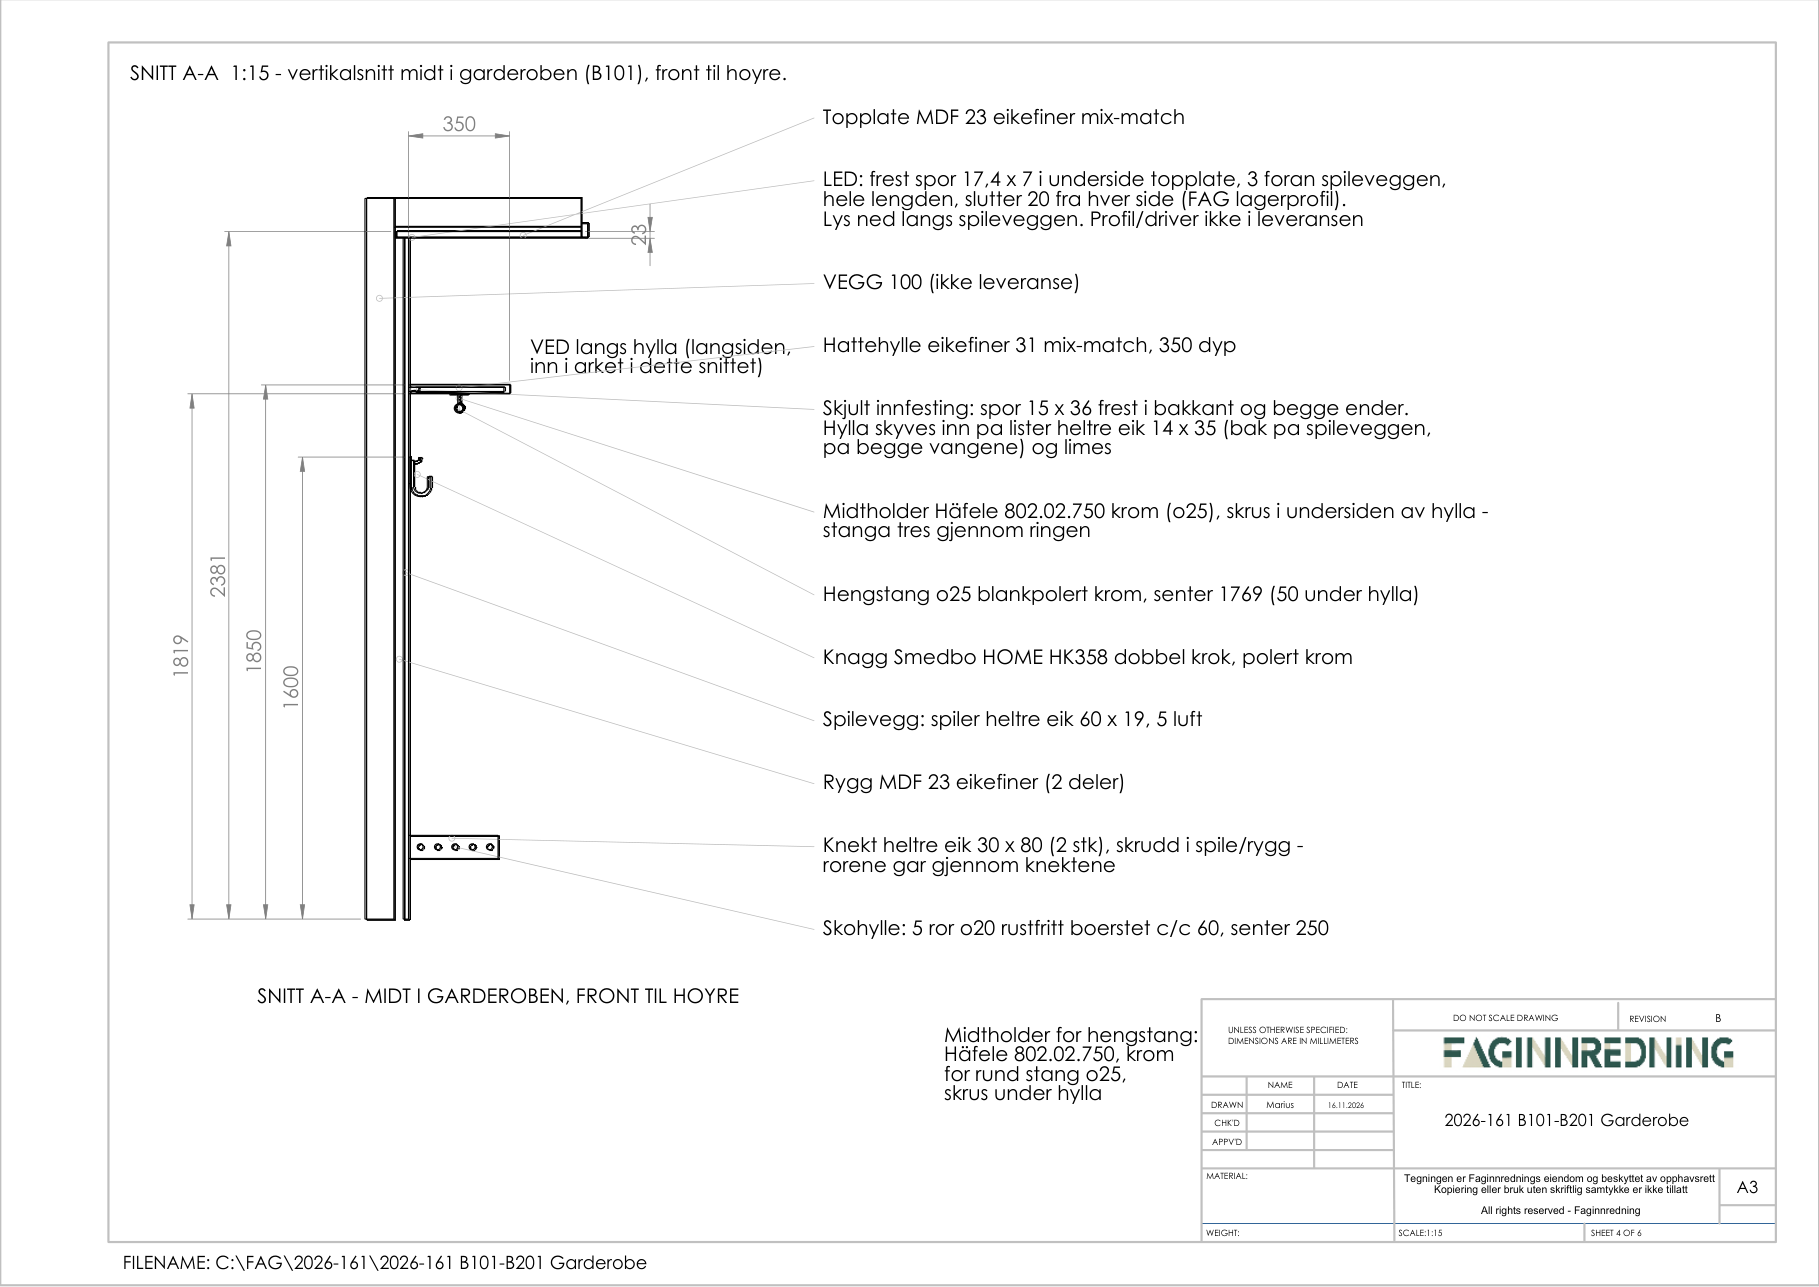 SNITT A-A  1:15 - vertikalsnitt midt i garderoben (B101), front til hoyre.
350
Topplate MDF 23 eikefiner mix-match
LED: frest spor 17,4 x 7 i underside topplate, 3 foran spileveggen,
hele lengden, slutter 20 fra hver side (FAG lagerprofil).
Lys ned langs spileveggen. Profil/driver ikke i leveransen
23
VEGG 100 (ikke leveranse)
VED langs hylla (langsiden,
inn i arket i dette snittet)
Hattehylle eikefiner 31 mix-match, 350 dyp
Skjult innfesting: spor 15 x 36 frest i bakkant og begge ender.
Hylla skyves inn pa lister heltre eik 14 x 35 (bak pa spileveggen,
pa begge vangene) og limes
Midtholder Häfele 802.02.750 krom (o25), skrus i undersiden av hylla -
stanga tres gjennom ringen
2381
Hengstang o25 blankpolert krom, senter 1769 (50 under hylla)
1819
1850
1600
Knagg Smedbo HOME HK358 dobbel krok, polert krom
Spilevegg: spiler heltre eik 60 x 19, 5 luft
Rygg MDF 23 eikefiner (2 deler)
Knekt heltre eik 30 x 80 (2 stk), skrudd i spile/rygg -
rorene gar gjennom knektene
Skohylle: 5 ror o20 rustfritt boerstet c/c 60, senter 250
SNITT A-A - MIDT I GARDEROBEN, FRONT TIL HOYRE
Midtholder for hengstang:
Häfele 802.02.750, krom
for rund stang o25,
skrus under hylla
UNLESS OTHERWISE SPECIFIED:
DIMENSIONS ARE IN MILLIMETERS
DO NOT SCALE DRAWING
REVISION B
FAGINNREDNING
NAME DATE
DRAWN Marius 16.11.2026
CHK'D
APPV'D
TITLE:
2026-161 B101-B201 Garderobe
MATERIAL:
Tegningen er Faginnrednings eiendom og beskyttet av opphavsrett
Kopiering eller bruk uten skriftlig samtykke er ikke tillatt
All rights reserved - Faginnredning
A3
WEIGHT:
SCALE:1:15
SHEET 4 OF 6
FILENAME: C:\FAG\2026-161\2026-161 B101-B201 Garderobe